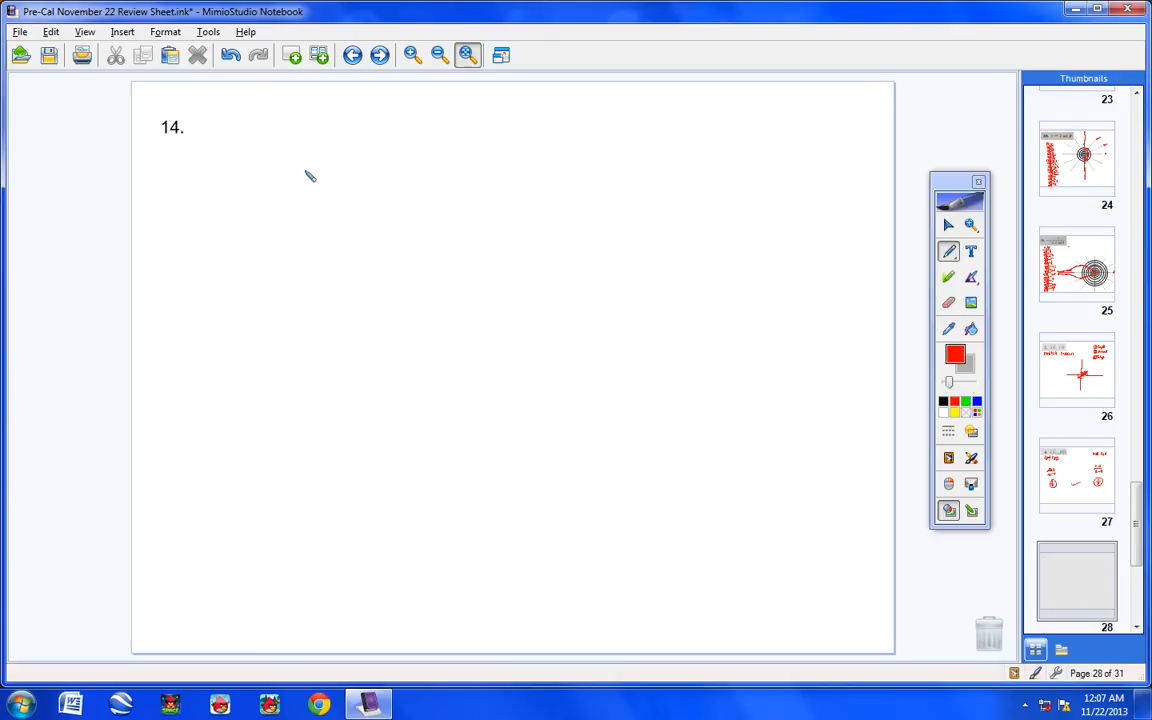 Pre-Cal November 22 Review Sheet.ink* - MimioStudio Notebook
File Edit View Insert Format Tools Help
Thumbnails
14.
23
24
25
26
27
28
T
Page 28 of 31
12:07 AM
11/22/2013